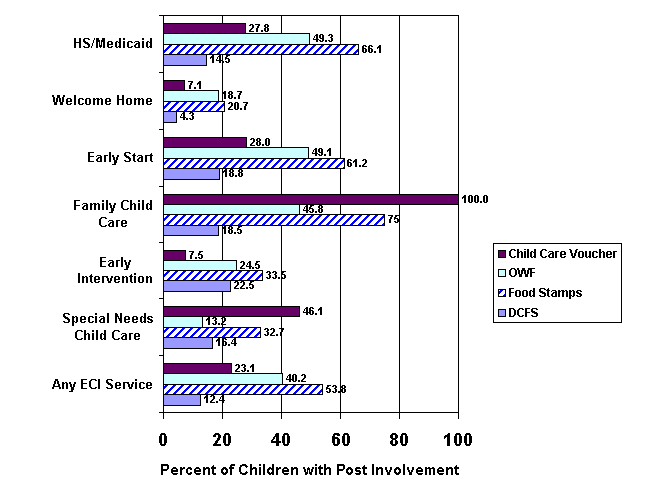 HS/Medicaid
27.8
49.3
66.1
14.5
Welcome Home
7.1
18.7
20.7
4.3
Early Start
28.0
49.1
61.2
18.8
Family Child
Care
100.0
45.8
75
18.5
Early
Intervention
7.5
24.5
33.5
22.5
Special Needs
Child Care
46.1
13.2
32.7
16.4
Any ECI Service
23.1
40.2
53.8
12.4
Child Care Voucher
OWF
Food Stamps
DCFS
0 20 40 60 80 100
Percent of Children with Post Involvement